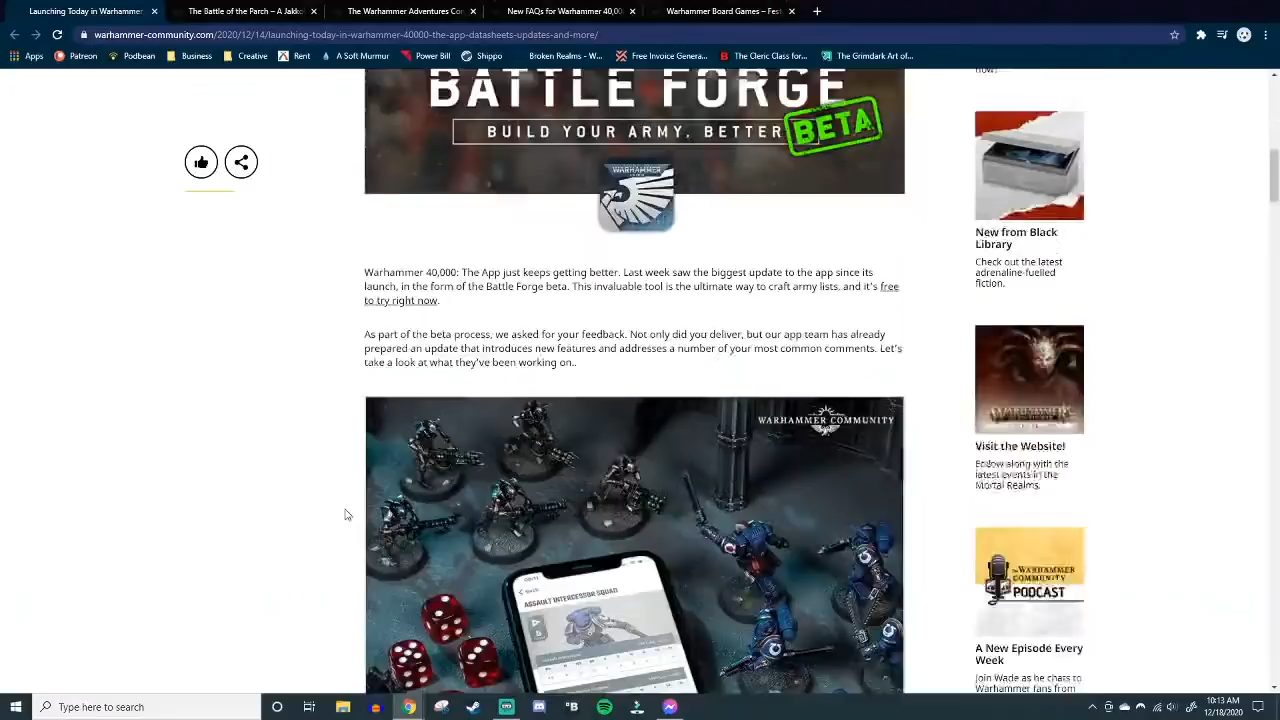 Launching Today in Warhammer
The Battle of the Parch – A Jakk
The Warhammer Adventures Co
New FAQs for Warhammer 40,00
Warhammer Board Games – Fes
warhammer-community.com/2020/12/14/launching-today-in-warhammer-40000-the-app-datasheets-updates-and-more/
Apps
Patreon
Podbean
Business
Creative
Rent
A Soft Murmur
Power Bill
Shippo
Broken Realms - W...
Free Invoice Genera...
The Cleric Class for...
The Grimdark Art of...
BATTLE FORGE
BUILD YOUR ARMY, BETTER
BETA
WARHAMMER
Warhammer 40,000: The App just keeps getting better. Last week saw the biggest update to the app since its
launch, in the form of the Battle Forge beta. This invaluable tool is the ultimate way to craft army lists, and it's free
to try right now.
As part of the beta process, we asked for your feedback. Not only did you deliver, but our app team has already
prepared an update that introduces new features and addresses a number of your most common comments. Let's
take a look at what they've been working on..
WARHAMMER COMMUNITY
Back
ASSAULT INTERCESSOR SQUAD
New from Black
Library
Check out the latest
adrenaline-fuelled
fiction.
WARHAMMER
Visit the Website!
Follow along with the
latest events in the
Mortal Realms.
The WARHAMMER
COMMUNITY
PODCAST
A New Episode Every
Week
Join Wade as he chats to
Warhammer fans from
Type here to search
10:13 AM
12/18/2020